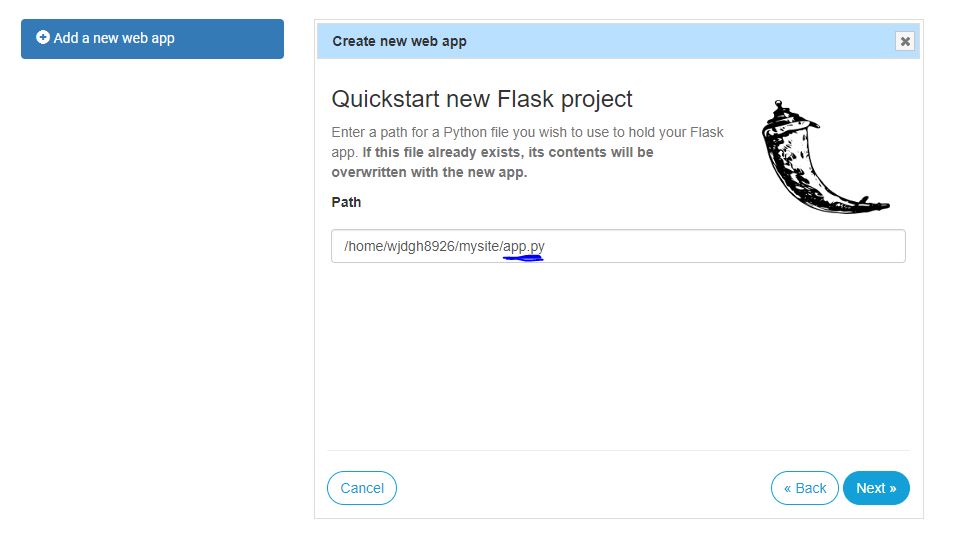 Add a new web app
Create new web app
Quickstart new Flask project
Enter a path for a Python file you wish to use to hold your Flask
app. If this file already exists, its contents will be
overwritten with the new app.
Path
/home/wjdgh8926/mysite/app.py
Cancel
« Back
Next »